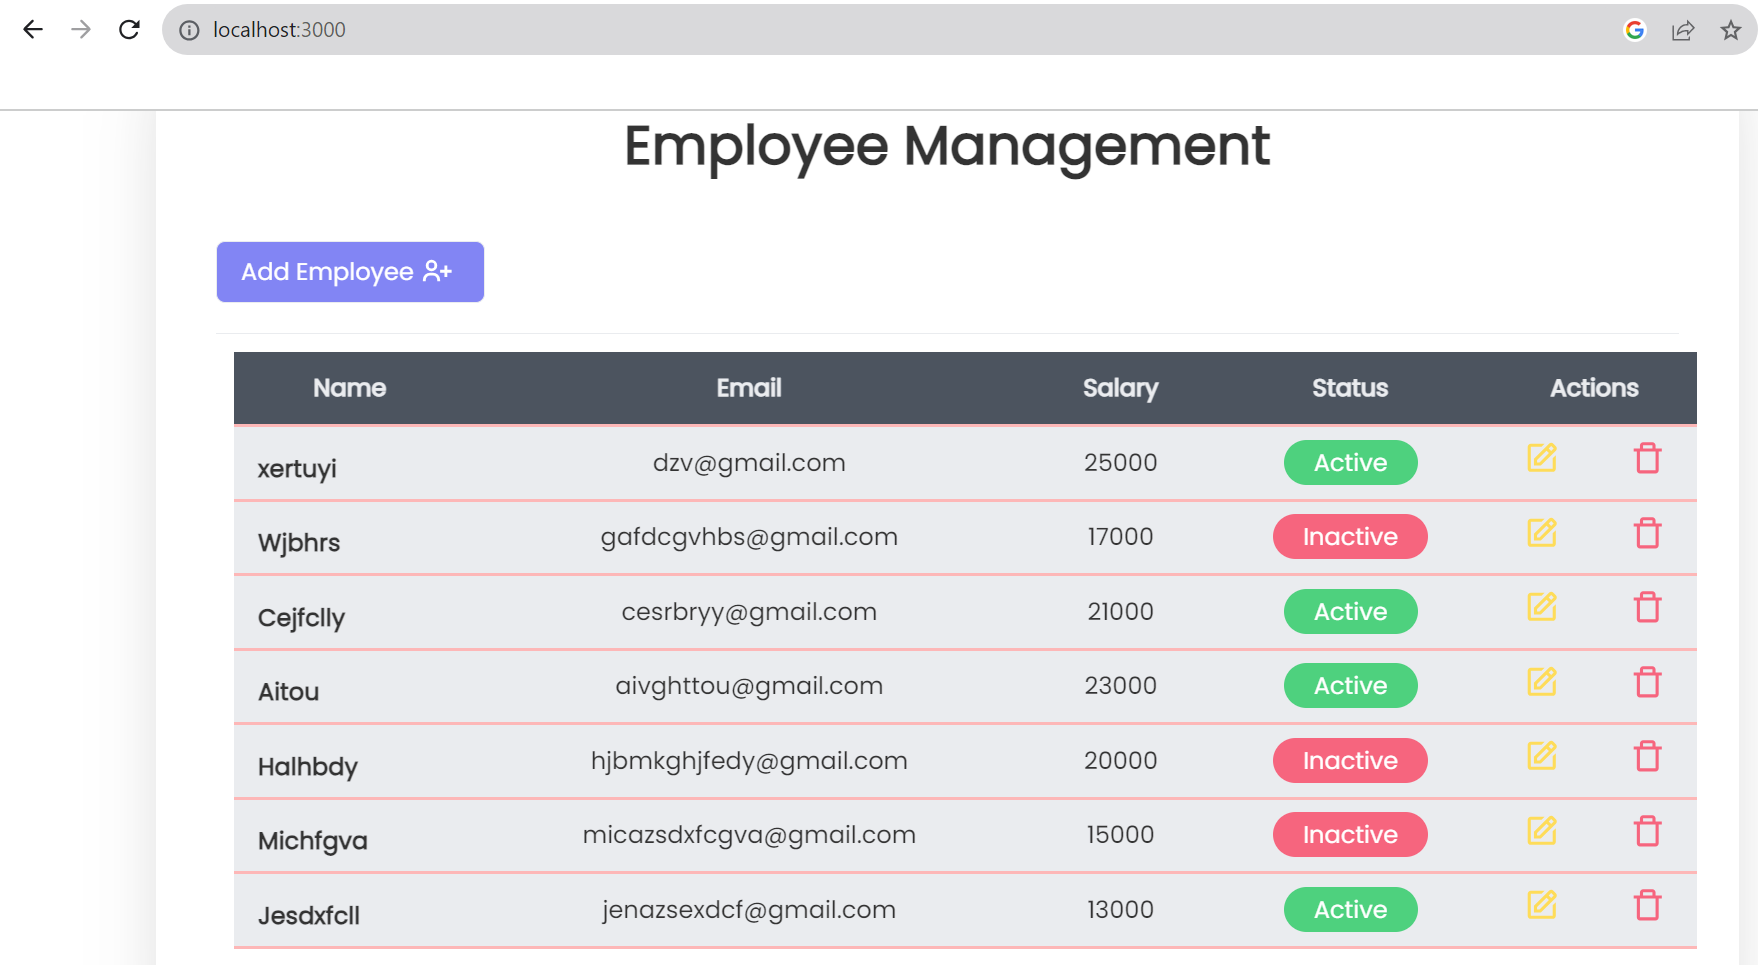 localhost:3000
Employee Management
Add Employee
Name Email Salary Status Actions
xertuyi dzv@gmail.com 25000 Active
Wjbhrs gafdcgvhbs@gmail.com 17000 Inactive
Cejfclly cesrbryy@gmail.com 21000 Active
Aitou aivghttou@gmail.com 23000 Active
Halhbdy hjbmkghjfedy@gmail.com 20000 Inactive
Michfgva micazsdxfcgva@gmail.com 15000 Inactive
Jesdxfcll jenazsexdcf@gmail.com 13000 Active